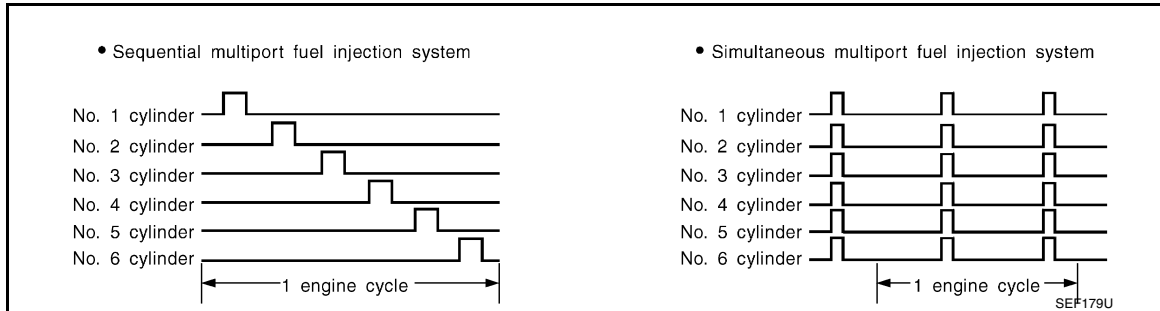 • Sequential multiport fuel injection system
No. 1 cylinder
No. 2 cylinder
No. 3 cylinder
No. 4 cylinder
No. 5 cylinder
No. 6 cylinder
1 engine cycle
• Simultaneous multiport fuel injection system
No. 1 cylinder
No. 2 cylinder
No. 3 cylinder
No. 4 cylinder
No. 5 cylinder
No. 6 cylinder
1 engine cycle
SEF179U